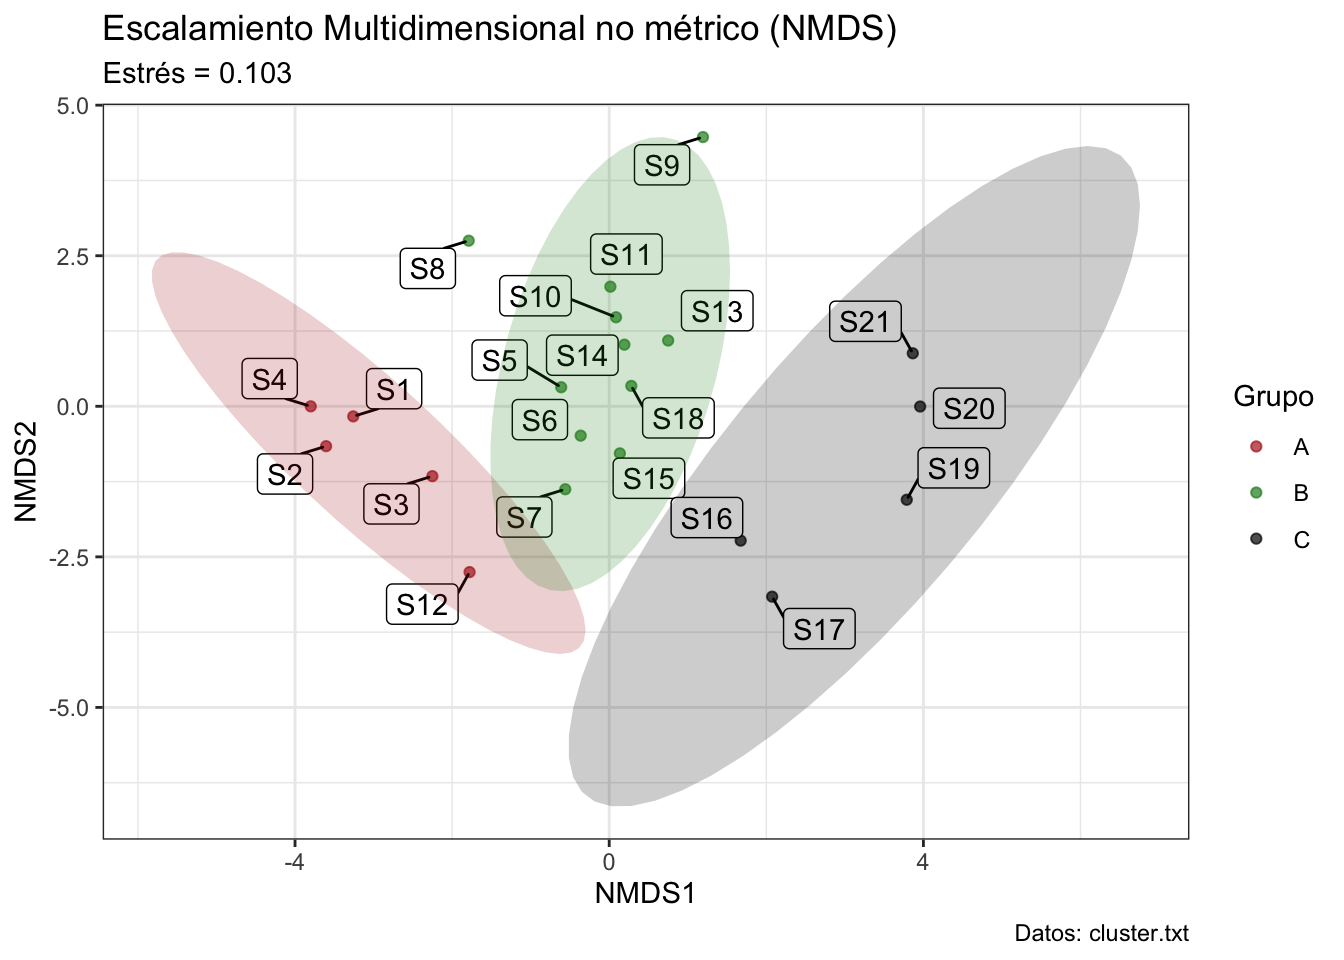 Escalamiento Multidimensional no métrico (NMDS)
Estrés = 0.103
5.0
2.5
0.0
-2.5
-5.0
NMDS2
S9
S8
S11
S10
S13
S21
S14
S5
S4
S1
S20
S6
S18
S19
S2
S15
S3
S7
S16
S12
S17
-4
0
4
NMDS1
Grupo
A
B
C
Datos: cluster.txt